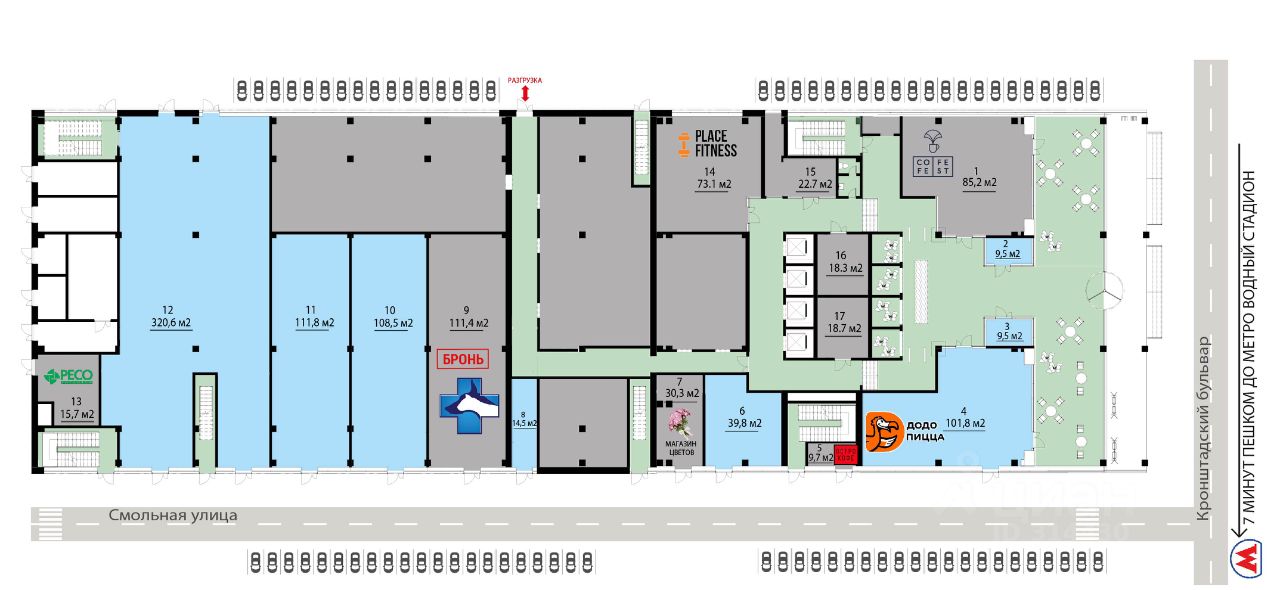 РАЗГРУЗКА
PLACE
FITNESS
14
73.1 м2
15
22.7 м2
CO FE
FE ST
1
85,2 м2
2
9,5 м2
16
18.3 м2
17
18.7 м2
3
9,5 м2
12
320,6 м2
11
111,8 м2
10
108,5 м2
9
111,4 м2
БРОНЬ
РЕСО
13
15,7 м2
8
14,5 м2
7
30,3 м2
МАГАЗИН
ЦВЕТОВ
6
39,8 м2
5
9,7 м2
ДОДО
ПИЦЦА
4
101,8 м2
Смольная улица
Кронштадский бульвар
7 МИНУТ ПЕШКОМ ДО МЕТРО ВОДНЫЙ СТАДИОН
М
циан